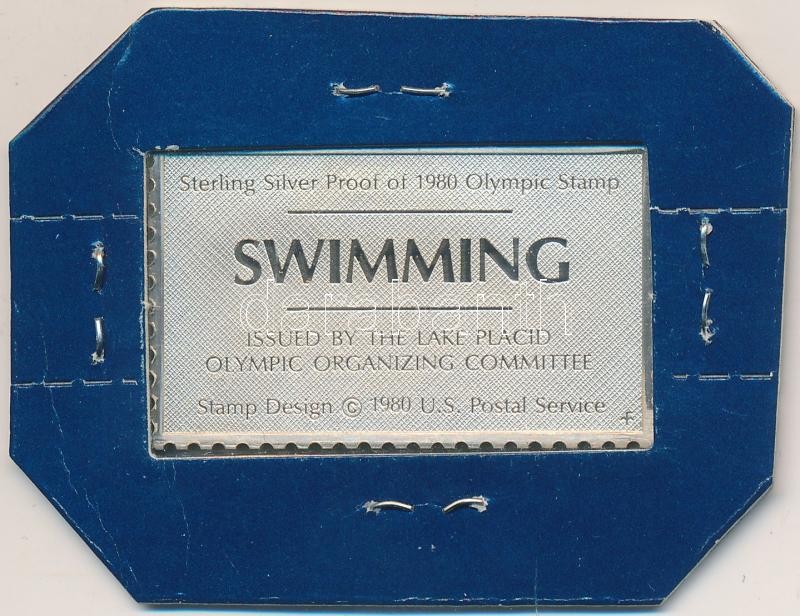 Sterling Silver Proof of 1980 Olympic Stamp
SWIMMING
darabanth
ISSUED BY THE LAKE PLACID
OLYMPIC ORGANIZING COMMITTEE
Stamp Design © 1980 U.S. Postal Service